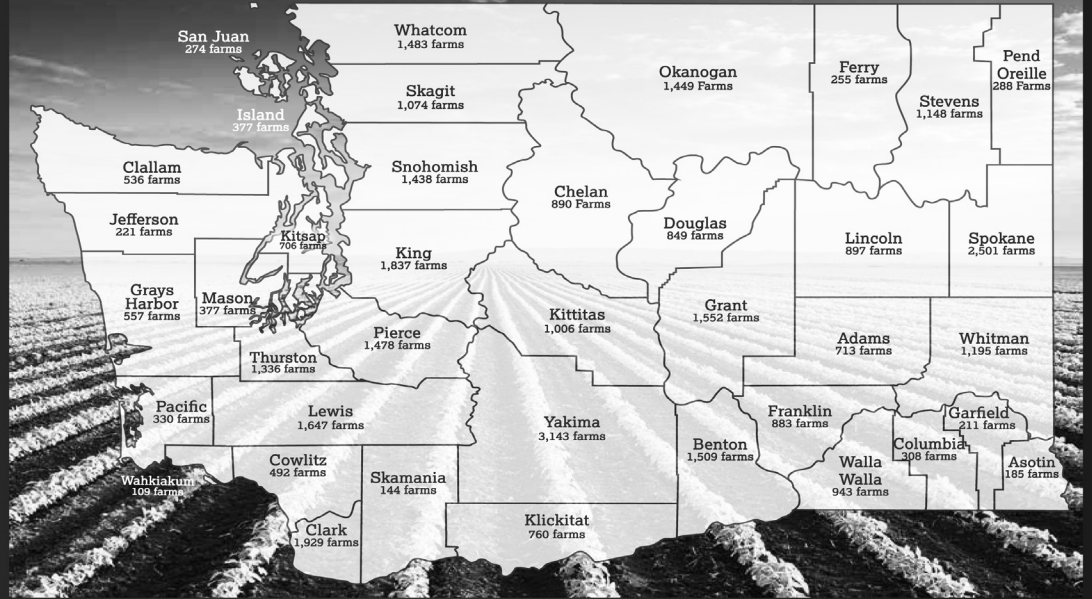 San Juan
274 farms
Whatcom
1,483 farms
Okanogan
1,449 Farms
Ferry
255 farms
Pend
Oreille
288 Farms
Stevens
1,148 farms
Skagit
1,074 farms
Island
377 farms
Clallam
536 farms
Snohomish
1,438 farms
Chelan
890 Farms
Jefferson
221 farms
Kitsap
706 farms
Douglas
849 farms
Lincoln
897 farms
Spokane
2,501 farms
King
1,837 farms
Grays
Harbor
557 farms
Mason
377 farms
Kittitas
1,006 farms
Grant
1,552 farms
Pierce
1,478 farms
Adams
713 farms
Whitman
1,195 farms
Thurston
1,336 farms
Pacific
330 farms
Lewis
1,647 farms
Yakima
3,143 farms
Franklin
883 farms
Garfield
211 farms
Benton
1,509 farms
Columbia
308 farms
Walla
Walla
943 farms
Asotin
185 farms
Cowlitz
492 farms
Skamania
144 farms
Wahkiakum
109 farms
Klickitat
760 farms
Clark
1,929 farms